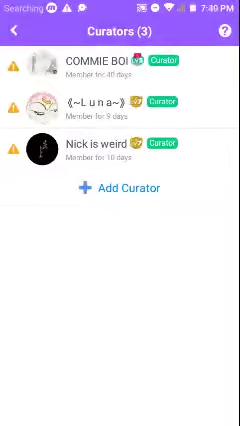 Searching
7:49 PM
Curators (3)
COMMIE BOI Curator
Member for 40 days
《~L u n a~》 Curator
Member for 9 days
Nick is weird Curator
Member for 10 days
Add Curator